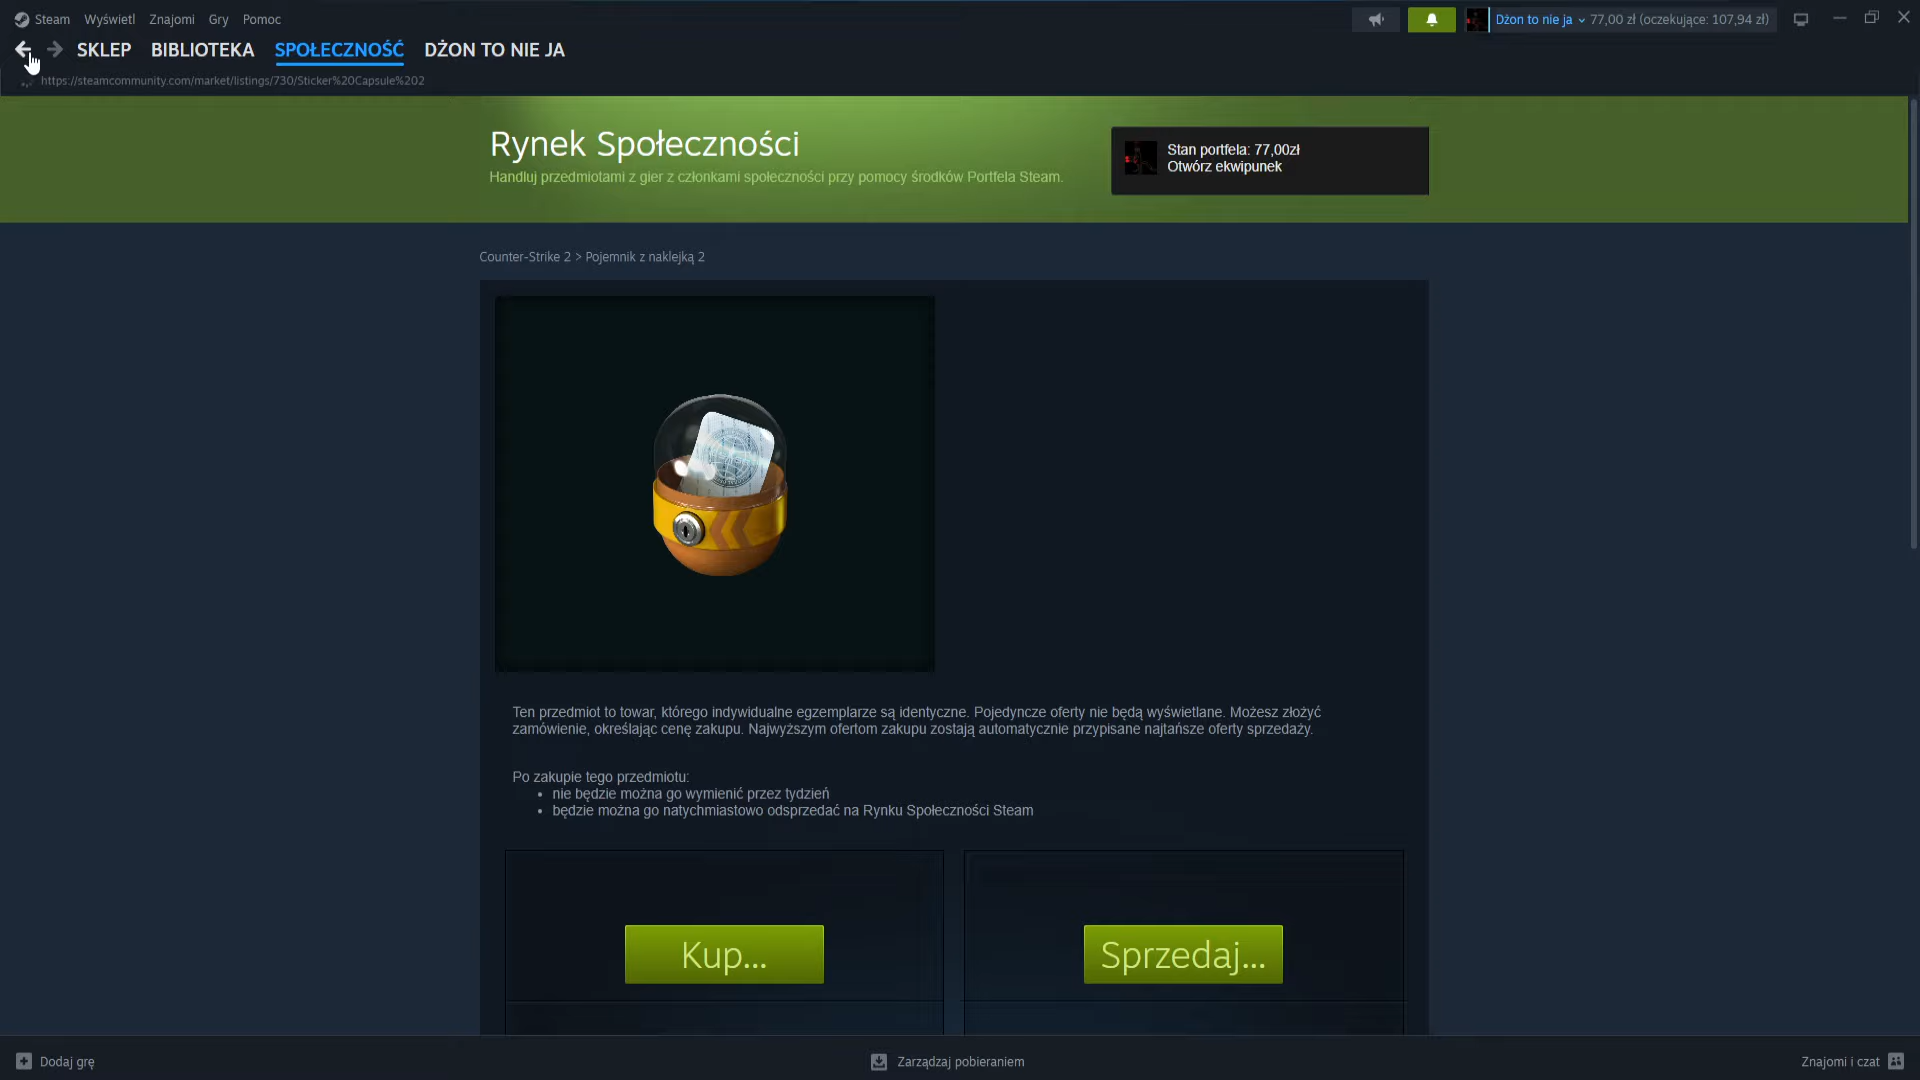 Steam Wyświetl Znajomi Gry Pomoc
Dżon to nie ja 77,00 zł (oczekujące: 107,94 zł)
SKLEP BIBLIOTEKA SPOŁECZNOŚĆ DŻON TO NIE JA
https://steamcommunity.com/market/listings/730/Sticker%20Capsule%202
Rynek Społeczności
Handluj przedmiotami z gier z członkami społeczności przy pomocy środków Portfela Steam.
Stan portfela: 77,00zł
Otwórz ekwipunek
Counter-Strike 2 > Pojemnik z naklejką 2
Ten przedmiot to towar, którego indywidualne egzemplarze są identyczne. Pojedyncze oferty nie będą wyświetlane. Możesz złożyć
zamówienie, określając cenę zakupu. Najwyższym ofertom zakupu zostają automatycznie przypisane najtańsze oferty sprzedaży.
Po zakupie tego przedmiotu:
• nie będzie można go wymienić przez tydzień
• będzie można go natychmiastowo odsprzedać na Rynku Społeczności Steam
Kup...
Sprzedaj...
Dodaj grę
Zarządzaj pobieraniem
Znajomi i czat